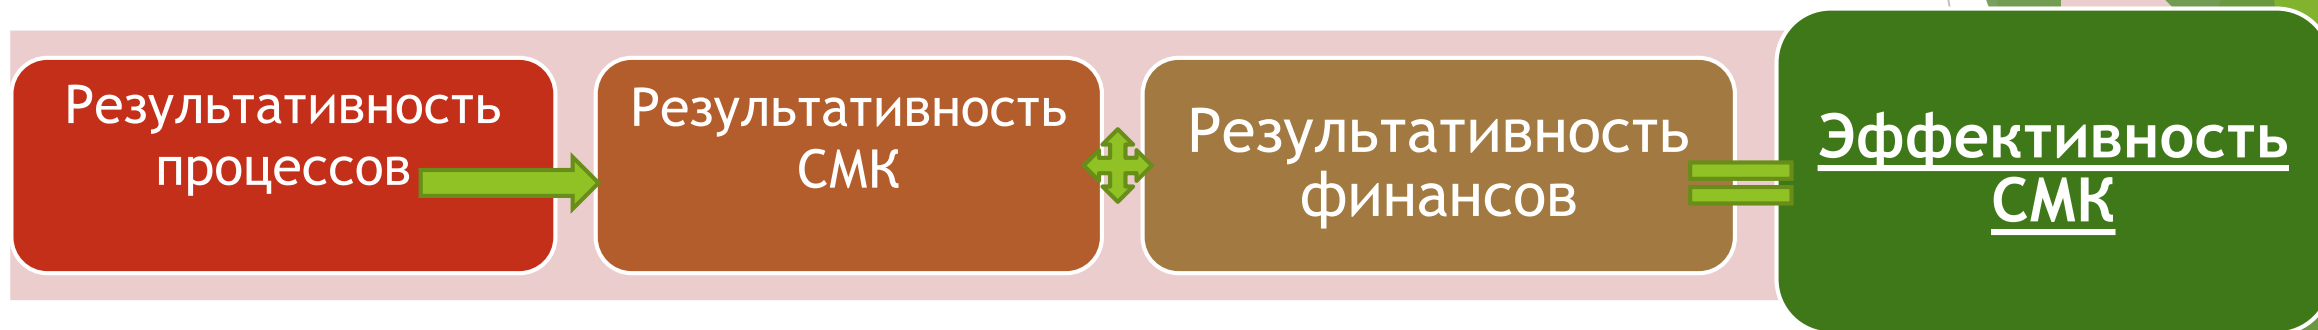 Результативность
процессов
Результативность
СМК
Результативность
финансов
Эффективность
СМК